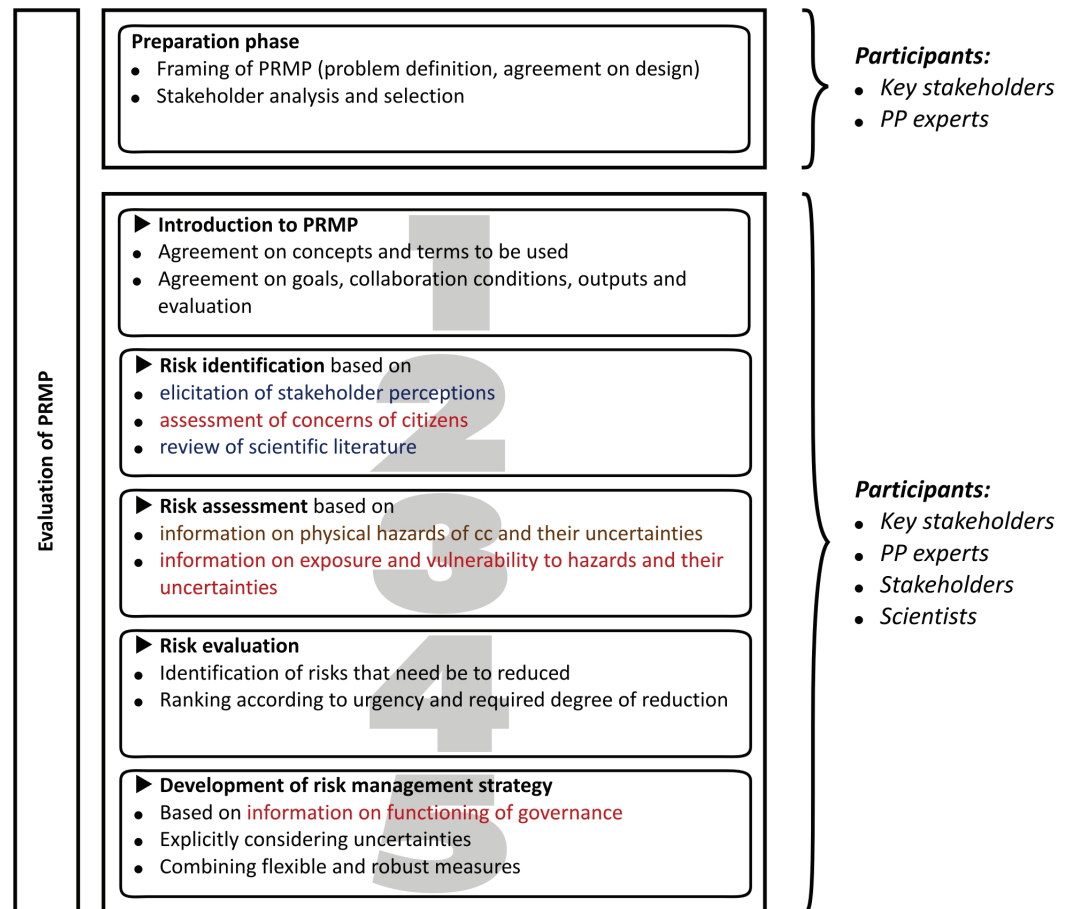 Evaluation of PRMP
Preparation phase
• Framing of PRMP (problem definition, agreement on design)
• Stakeholder analysis and selection
Participants:
• Key stakeholders
• PP experts
1
▶ Introduction to PRMP
• Agreement on concepts and terms to be used
• Agreement on goals, collaboration conditions, outputs and
evaluation
2
▶ Risk identification based on
• elicitation of stakeholder perceptions
• assessment of concerns of citizens
• review of scientific literature
3
▶ Risk assessment based on
• information on physical hazards of cc and their uncertainties
• information on exposure and vulnerability to hazards and their
uncertainties
4
▶ Risk evaluation
• Identification of risks that need be to reduced
• Ranking according to urgency and required degree of reduction
5
▶ Development of risk management strategy
• Based on information on functioning of governance
• Explicitly considering uncertainties
• Combining flexible and robust measures
Participants:
• Key stakeholders
• PP experts
• Stakeholders
• Scientists